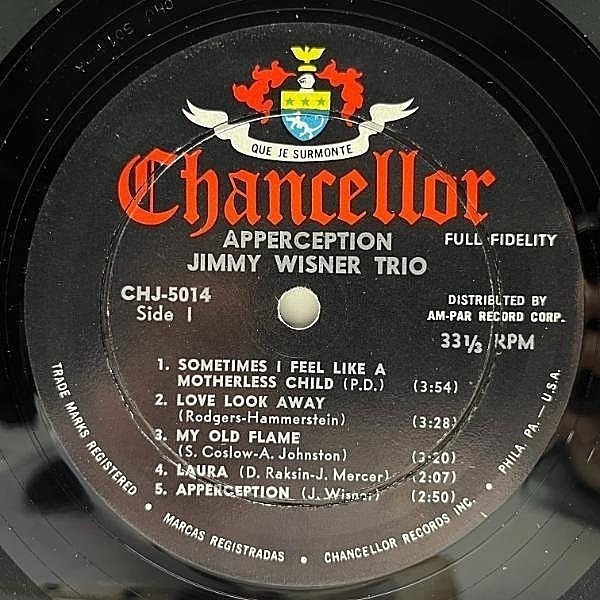 QUE JE SURMONTE
Chancellor
APPERCEPTION
FULL FIDELITY
JIMMY WISNER TRIO
CHJ-5014
Side 1
DISTRIBUTED BY
AM-PAR RECORD CORP.
33 1/3 RPM
1. SOMETIMES I FEEL LIKE A
MOTHERLESS CHILD (P.D.) (3:54)
2. LOVE LOOK AWAY
(Rodgers-Hammerstein) (3:28)
3. MY OLD FLAME
(S. Coslow-A. Johnston) (3:20)
4. LAURA (D. Raksin-J. Mercer) (2:07)
5. APPERCEPTION (J. Wisner) (2:50)
TRADE MARKS REGISTERED • MARCAS REGISTRADAS • CHANCELLOR RECORDS INC. • PHILA. PA. — U.S.A.